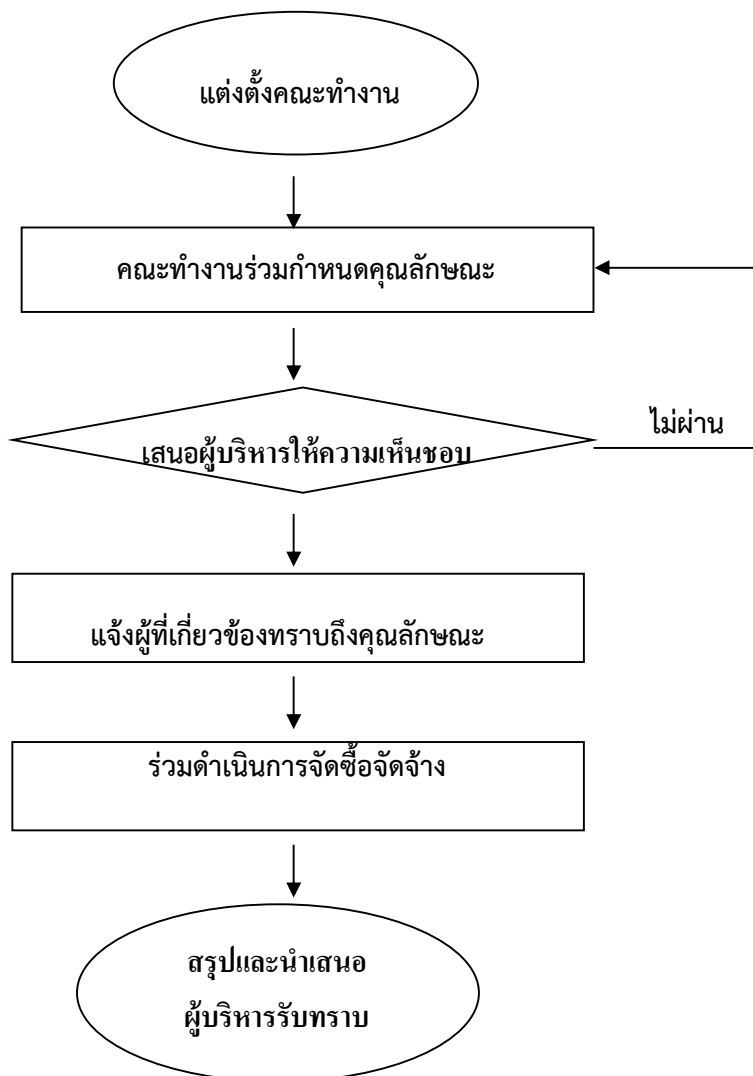 แต่งตั้งคณะทำงาน
คณะทำงานร่วมกำหนดคุณลักษณะ
เสนอผู้บริหารให้ความเห็นชอบ
ไม่ผ่าน
แจ้งผู้ที่เกี่ยวข้องทราบถึงคุณลักษณะ
ร่วมดำเนินการจัดซื้อจัดจ้าง
สรุปและนำเสนอ
ผู้บริหารรับทราบ